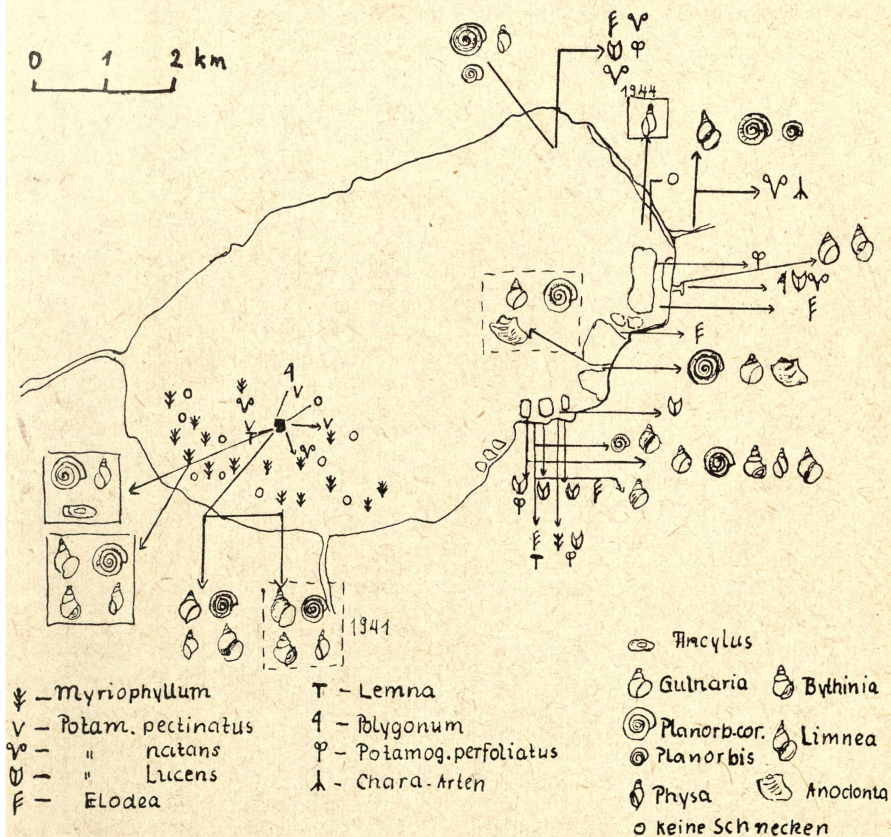 0 1 2 km
1944
1941
Myriophyllum
Potam. pectinatus
" natans
" Lucens
Elodea
Lemna
Polygonum
Potamog. perfoliatus
Chara-Arten
Ancylus
Gulnaria
Bythinia
Planorb. cor.
Limnea
Planorbis
Physa
Anodonta
keine Schnecken